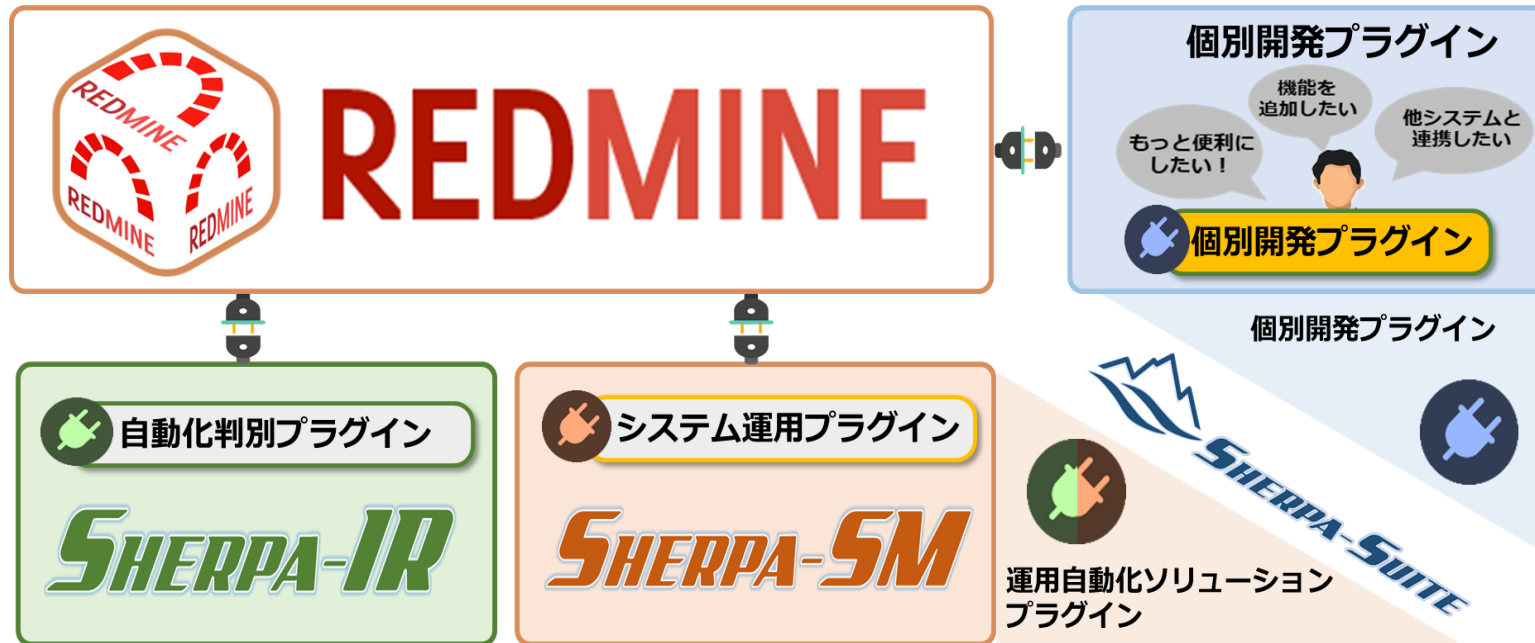 REDMINE
REDMINE
REDMINE
REDMINE
個別開発プラグイン
機能を
追加したい
他システムと
連携したい
もっと便利に
したい！
個別開発プラグイン
個別開発プラグイン
自動化判別プラグイン
SHERPA-IR
システム運用プラグイン
SHERPA-SM
SHERPA-SUITE
運用自動化ソリューション
プラグイン